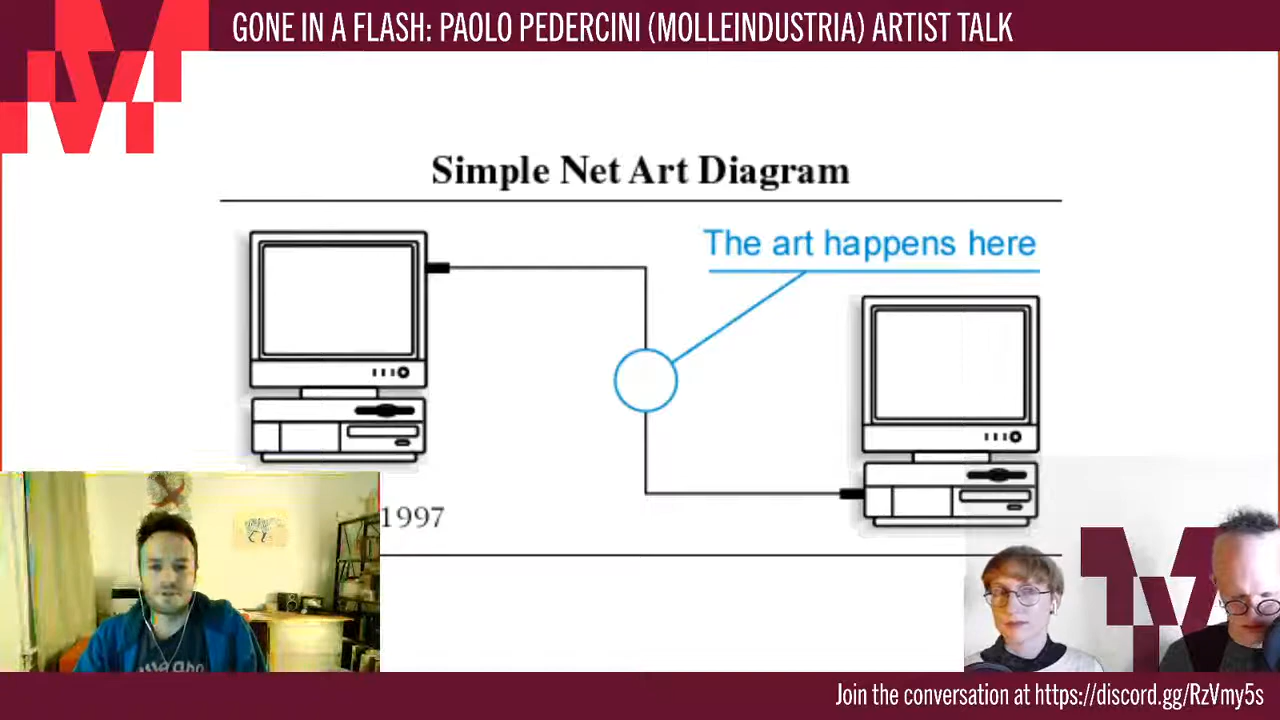 GONE IN A FLASH: PAOLO PEDERCINI (MOLLEINDUSTRIA) ARTIST TALK
Simple Net Art Diagram
The art happens here
1997
Join the conversation at https://discord.gg/RzVmy5s